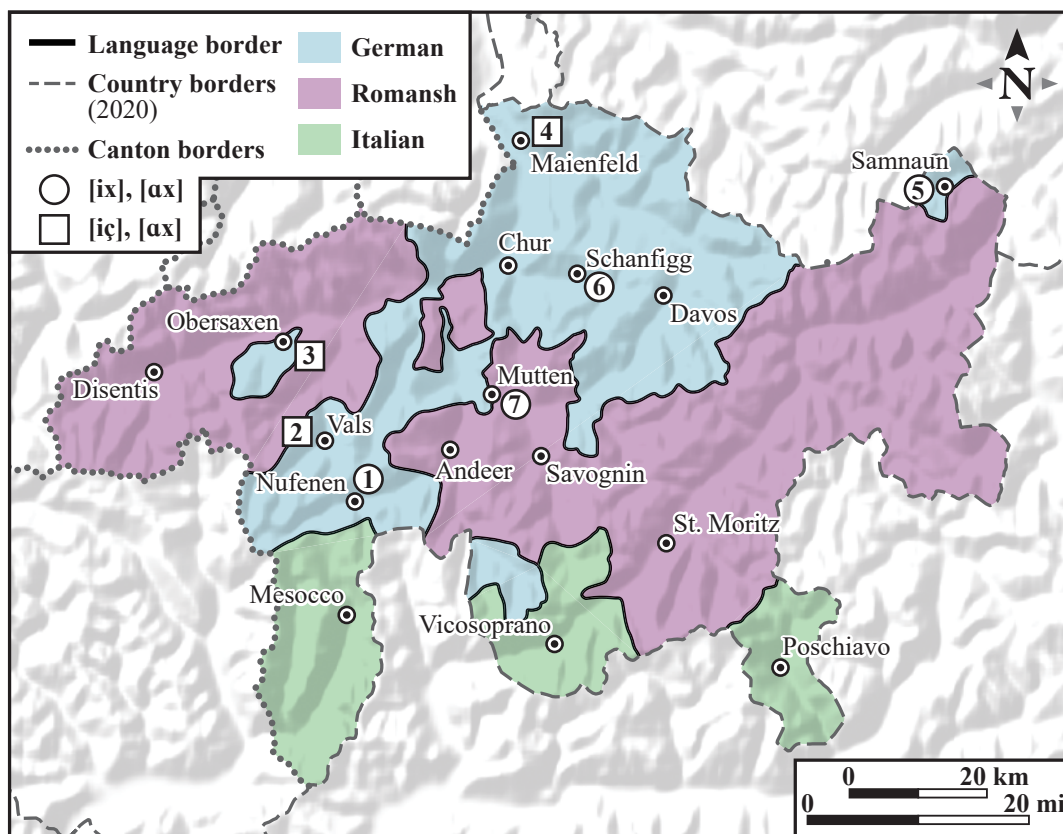 Language border
Country borders
(2020)
Canton borders
[ix], [ɑx]
[iç], [ɑx]
German
Romansh
Italian
N
4
Maienfeld
Samnaun
5
Chur
Schanfigg
6
Davos
Obersaxen
3
Disentis
Mutten
7
2
Vals
Andeer
Savognin
Nufenen
1
St. Moritz
Mesocco
Vicosoprano
Poschiavo
0 20 km
0 20 mi